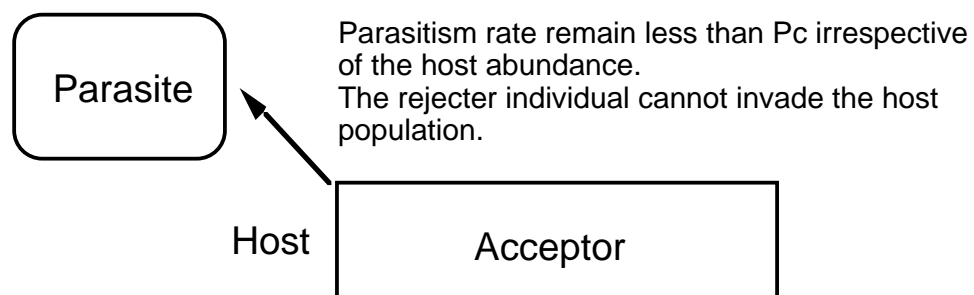 Parasitism rate remain less than Pc irrespective
of the host abundance.
The rejecter individual cannot invade the host
population.
Parasite
Host
Acceptor